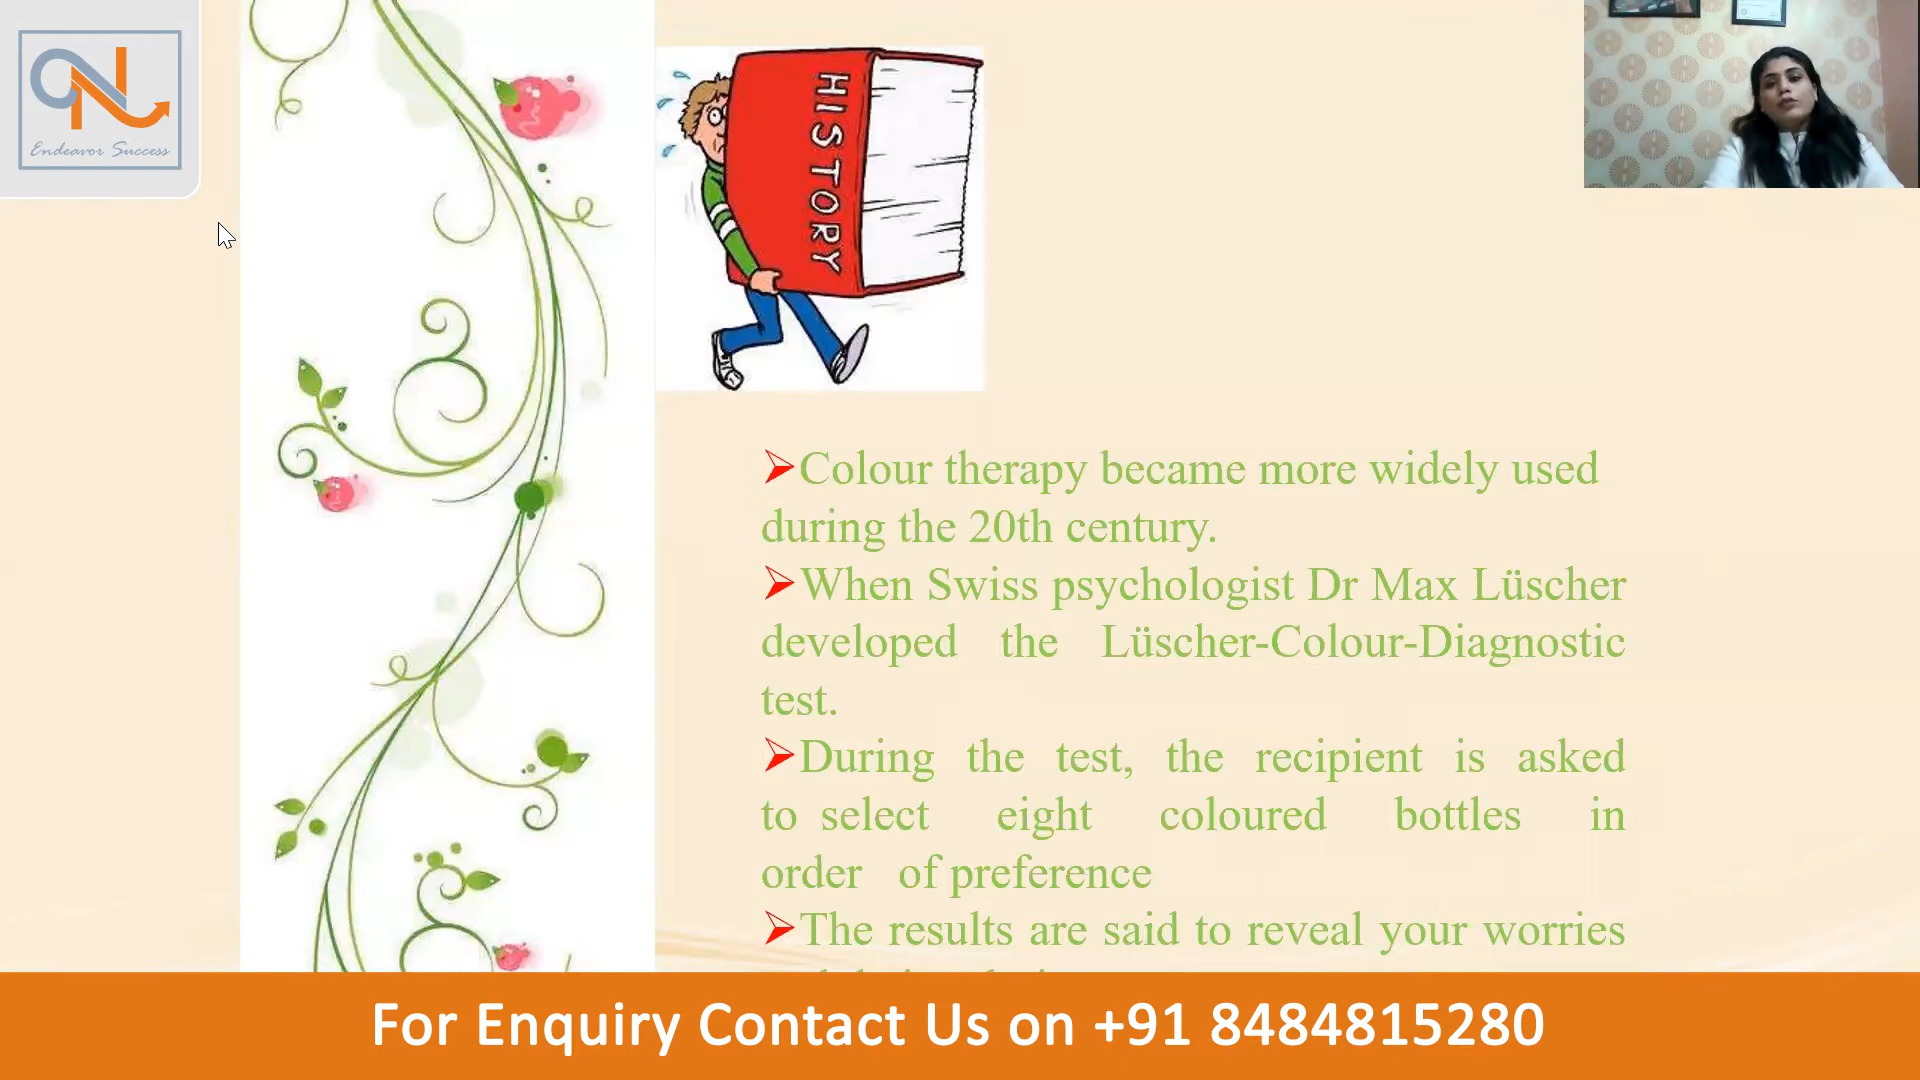 Endeavor Success
HISTORY
Colour therapy became more widely used
during the 20th century.
When Swiss psychologist Dr Max Lüscher
developed the Lüscher-Colour-Diagnostic
test.
During the test, the recipient is asked
to select eight coloured bottles in
order of preference
The results are said to reveal your worries
For Enquiry Contact Us on +91 8484815280